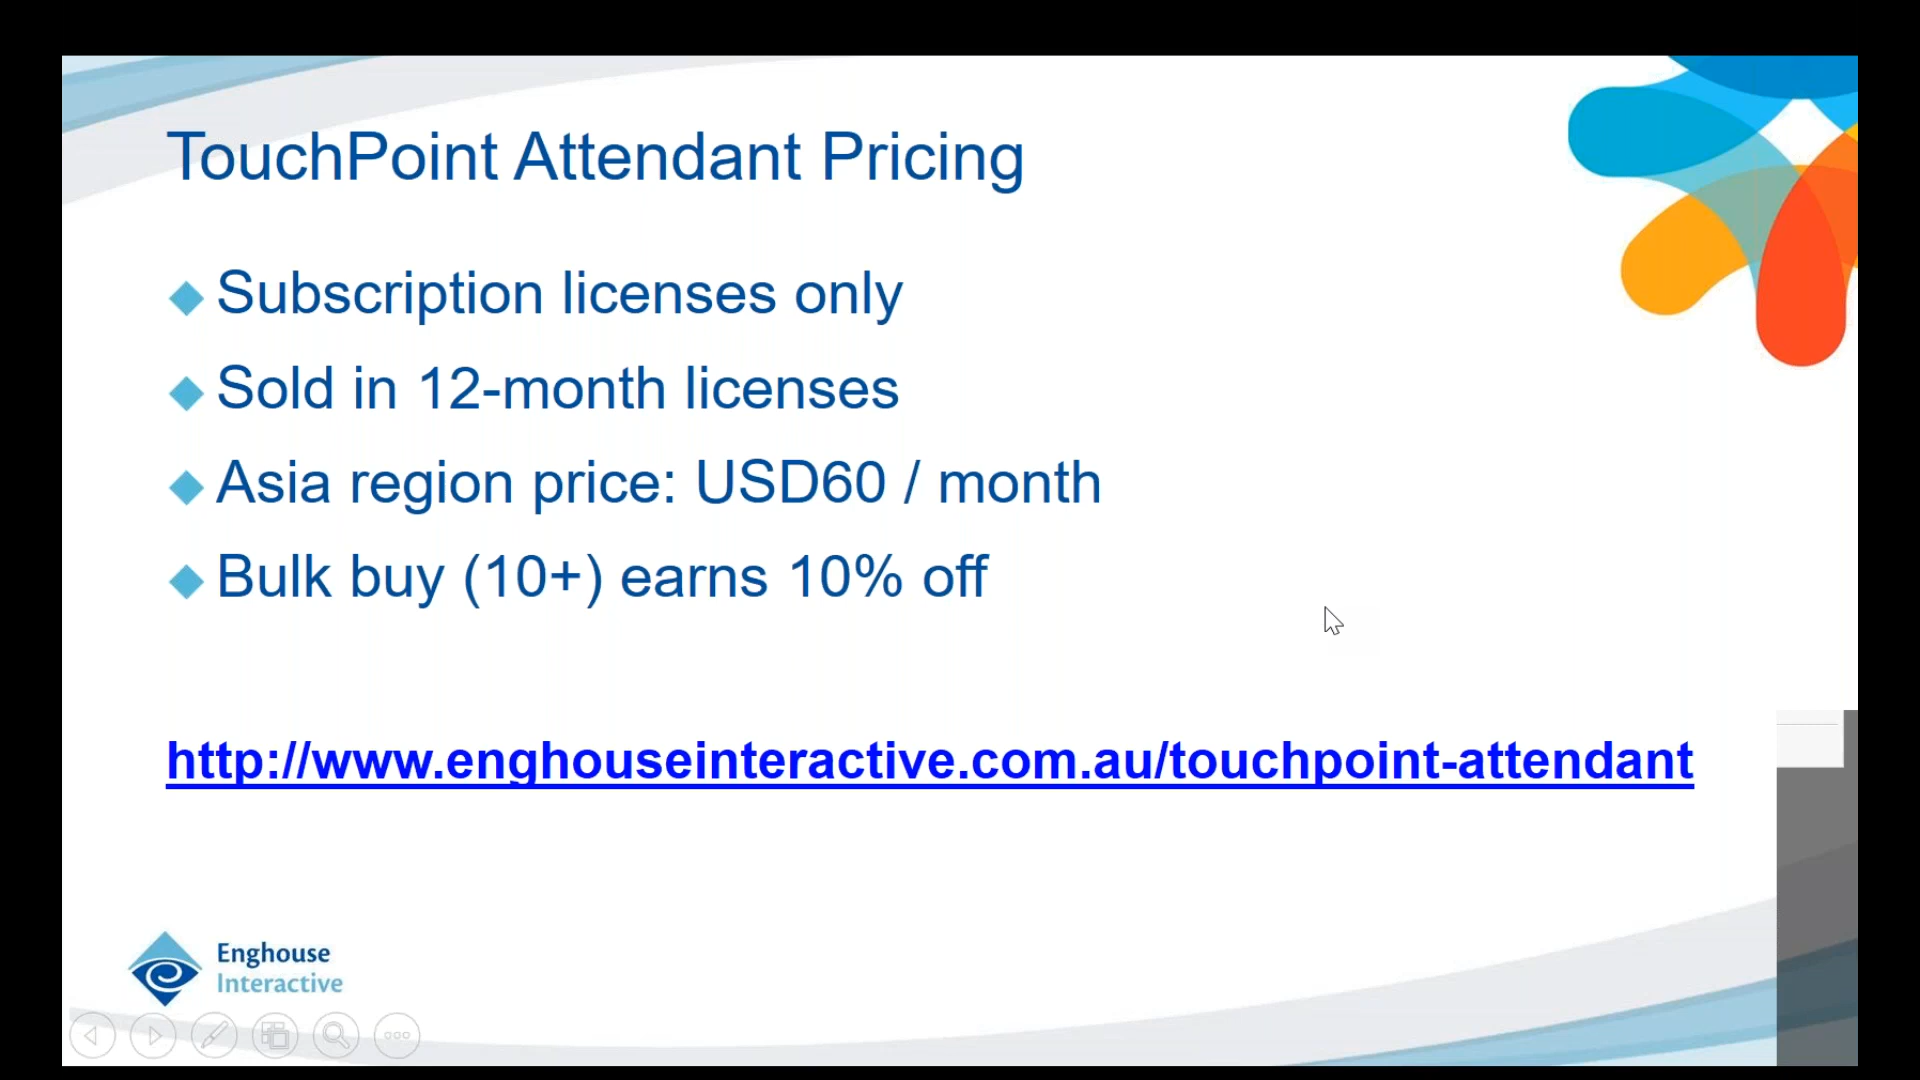 TouchPoint Attendant Pricing
Subscription licenses only
Sold in 12-month licenses
Asia region price: USD60 / month
Bulk buy (10+) earns 10% off
http://www.enghouseinteractive.com.au/touchpoint-attendant
Enghouse
Interactive